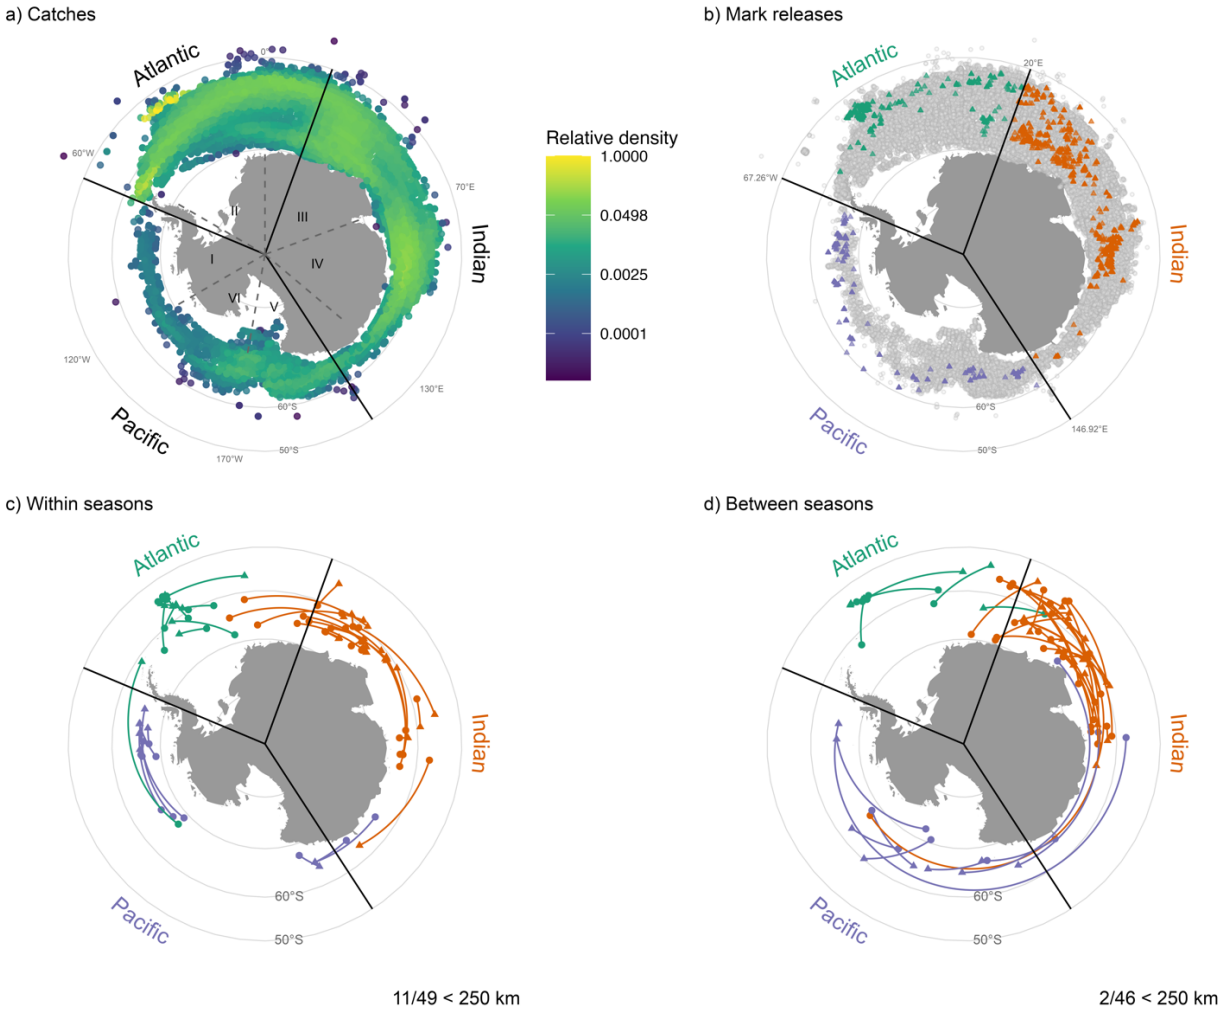 a) Catches
Atlantic
0°
60°W
70°E
Indian
II
III
I
IV
VI
V
120°W
130°E
Pacific
60°S
50°S
170°W
Relative density
1.0000
0.0498
0.0025
0.0001
b) Mark releases
Atlantic
20°E
67.26°W
Indian
Pacific
60°S
146.92°E
50°S
c) Within seasons
Atlantic
Indian
Pacific
60°S
50°S
11/49 < 250 km
d) Between seasons
Atlantic
Indian
Pacific
60°S
50°S
2/46 < 250 km